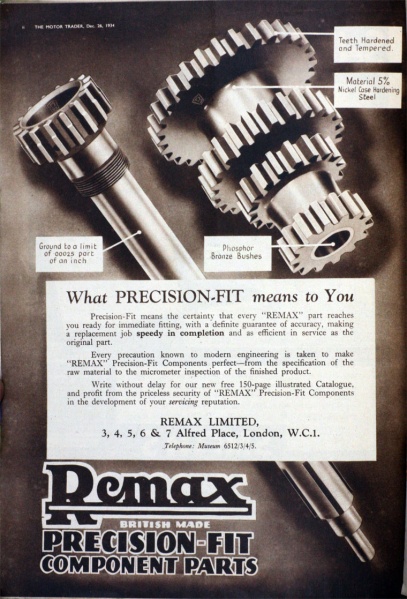 THE MOTOR TRADER, Dec. 26, 1934
Teeth Hardened
and Tempered.
Material 5%
Nickel Case Hardening
Steel
Ground to a limit
of .00025 part
of an inch
Phosphor
Bronze Bushes
What PRECISION-FIT means to You
Precision-Fit means the certainty that every "REMAX" part reaches
you ready for immediate fitting, with a definite guarantee of accuracy, making
a replacement job speedy in completion and as efficient in service as the
original part.
Every precaution known to modern engineering is taken to make
"REMAX" Precision-Fit Components perfect—from the specification of the
raw material to the micrometer inspection of the finished product.
Write without delay for our new free 150-page illustrated Catalogue,
and profit from the priceless security of "REMAX" Precision-Fit Components
in the development of your servicing reputation.
REMAX LIMITED,
3, 4, 5, 6 & 7 Alfred Place, London, W.C.1.
Telephone: Museum 6512/3/4/5.
Remax
BRITISH MADE
PRECISION-FIT
COMPONENT PARTS